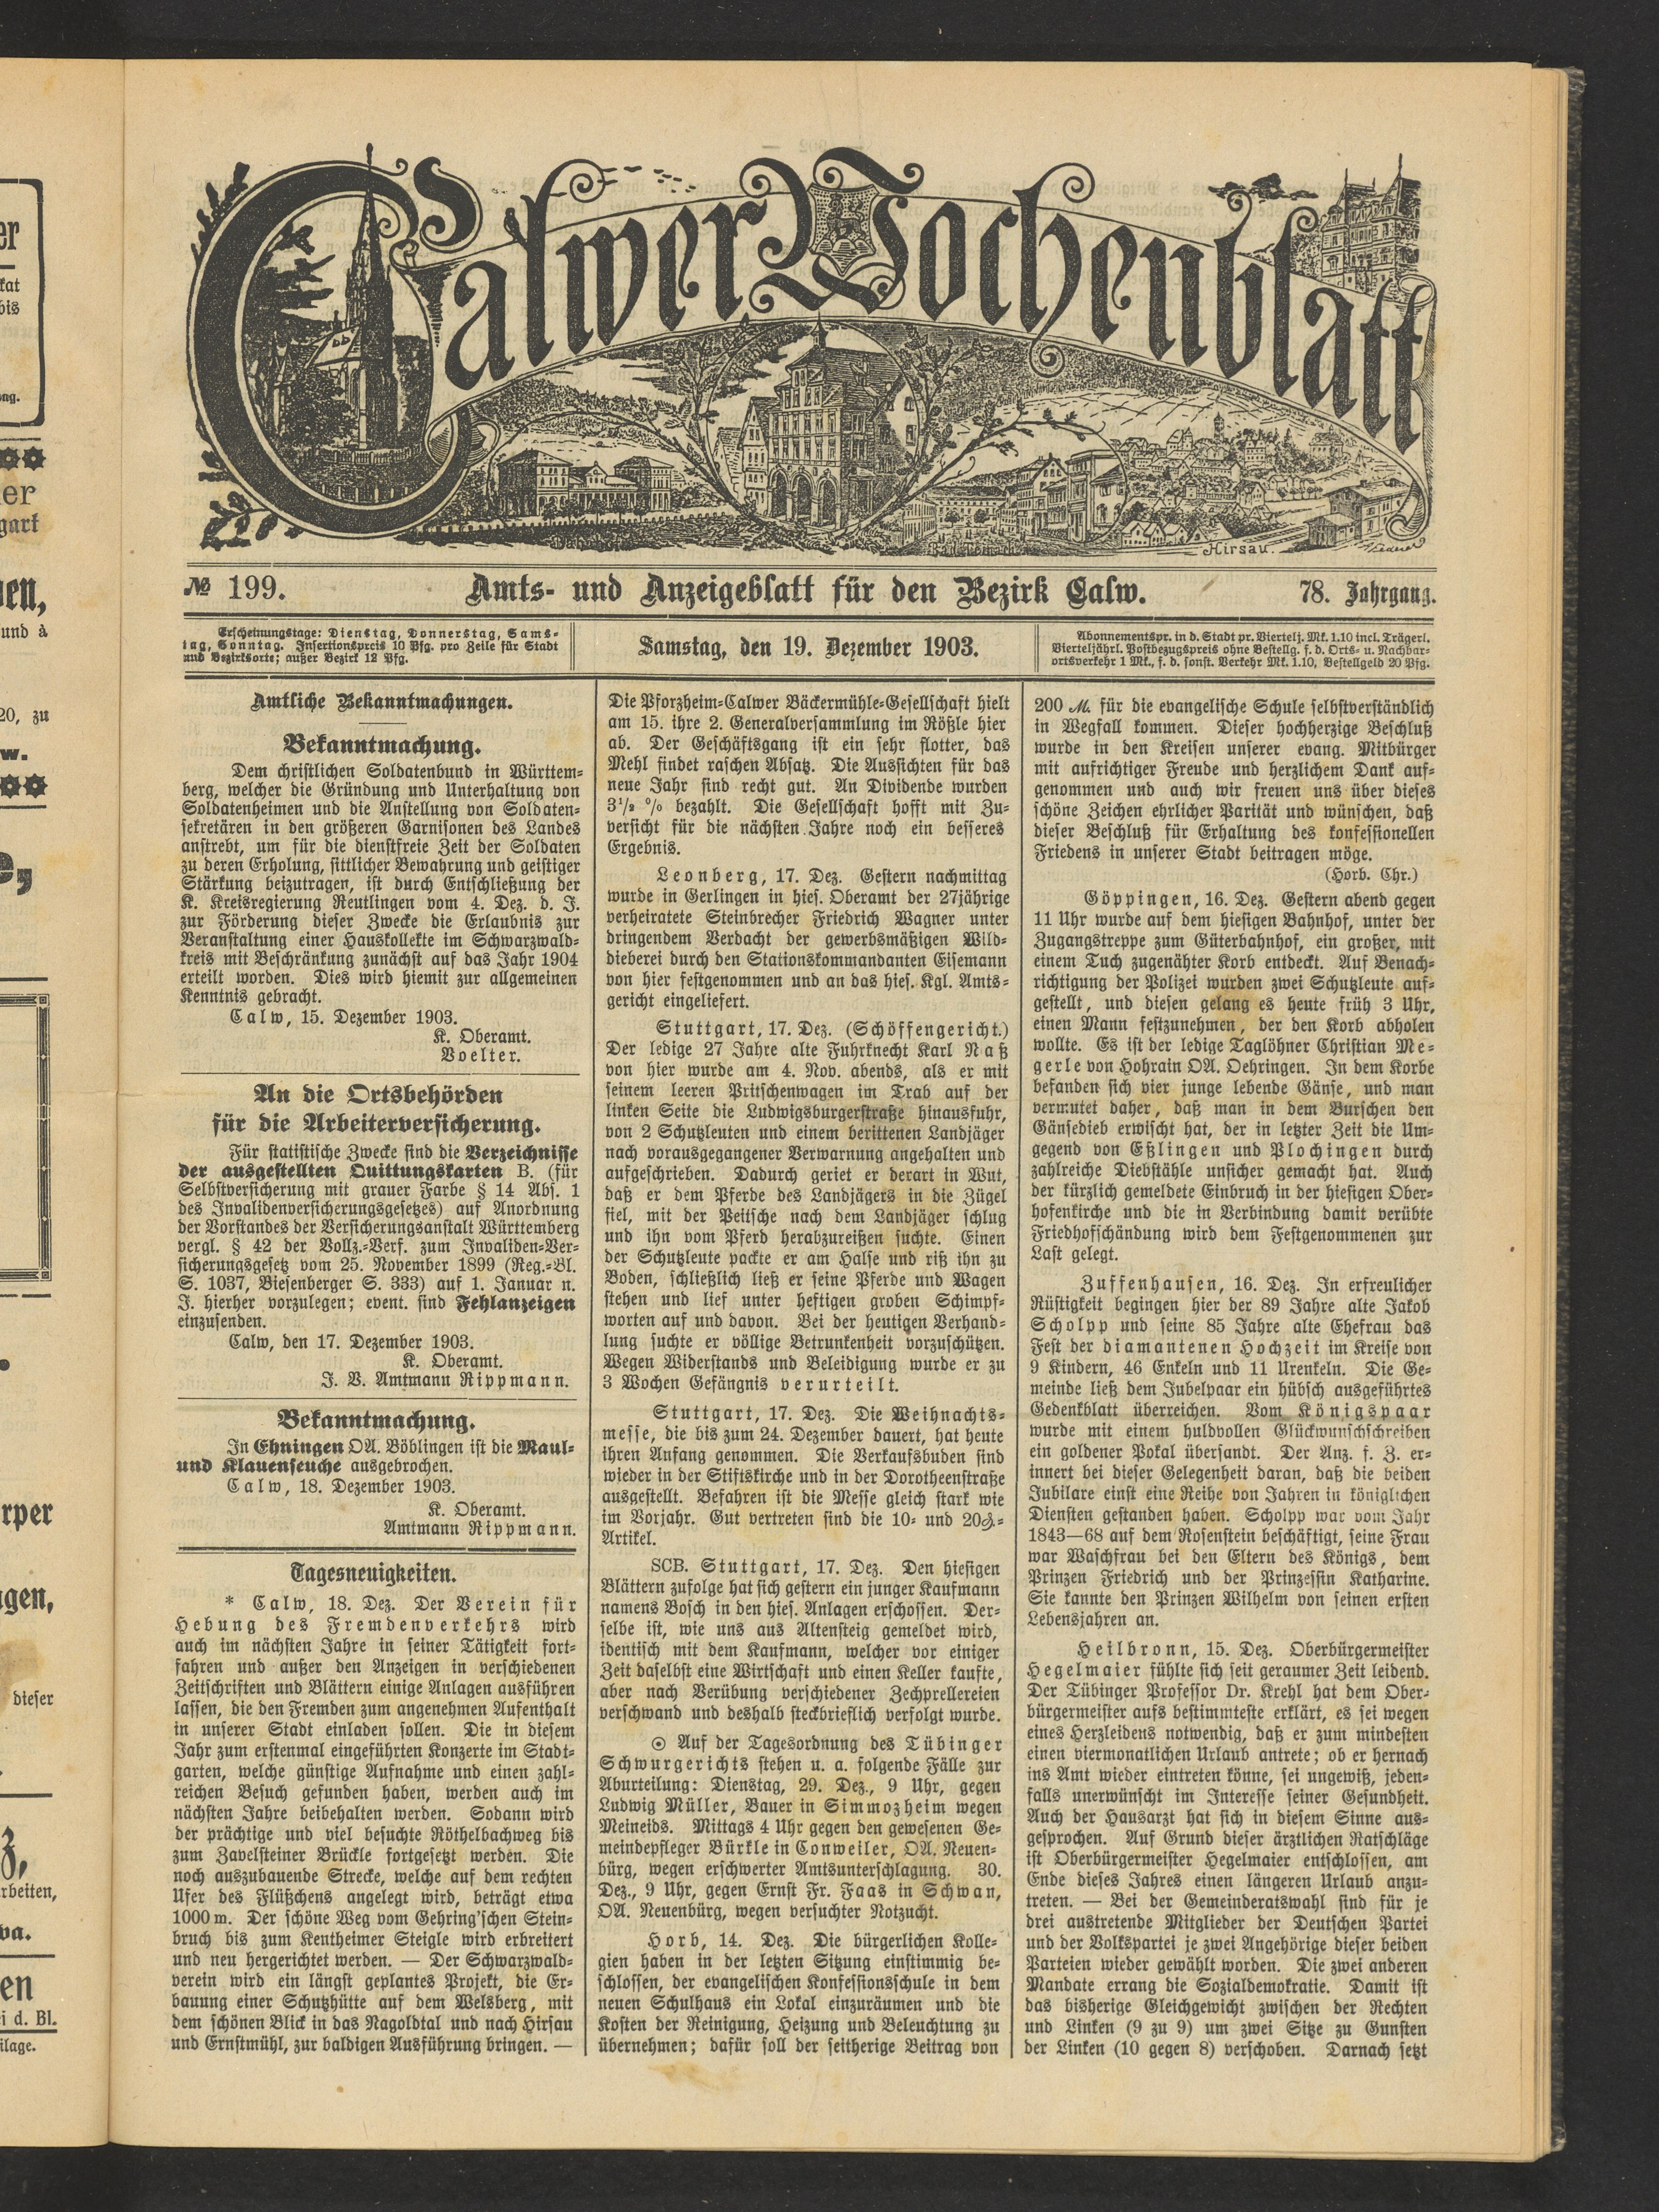 Calwer Wochenblatt
Bahnhof.
Bad Teinach.
Hirsau.
№ 199.
Amts- und Anzeigeblatt für den Bezirk Calw.
78. Jahrgang.
Erscheinungstage: Dienstag, Donnerstag, Sams-
tag, Sonntag. Insertionspreis 10 Pfg. pro Zeile für Stadt
und Bezirksorte; außer Bezirk 12 Pfg.
Samstag, den 19. Dezember 1903.
Abonnementspr. in d. Stadt pr. Viertelj. Mk. 1.10 incl. Trägerl.
Vierteljährl. Postbezugspreis ohne Bestellg. f. d. Orts- u. Nachbar-
ortsverkehr 1 Mk., f. d. sonst. Verkehr Mk. 1.10, Bestellgeld 20 Pfg.
Amtliche Bekanntmachungen.
Bekanntmachung.
Dem christlichen Soldatenbund in Württem-
berg, welcher die Gründung und Unterhaltung von
Soldatenheimen und die Anstellung von Soldaten-
sekretären in den größeren Garnisonen des Landes
anstrebt, um für die dienstfreie Zeit der Soldaten
zu deren Erholung, sittlicher Bewahrung und geistiger
Stärkung beizutragen, ist durch Entschließung der
K. Kreisregierung Reutlingen vom 4. Dez. d. J.
zur Förderung dieser Zwecke die Erlaubnis zur
Veranstaltung einer Hauskollekte im Schwarzwald-
kreis mit Beschränkung zunächst auf das Jahr 1904
erteilt worden. Dies wird hiemit zur allgemeinen
Kenntnis gebracht.
Calw, 15. Dezember 1903.
K. Oberamt.
Voelter.
An die Ortsbehörden
für die Arbeiterversicherung.
Für statistische Zwecke sind die Verzeichnisse
der ausgestellten Quittungskarten B. (für
Selbstversicherung mit grauer Farbe § 14 Abs. 1
des Invalidenversicherungsgesetzes) auf Anordnung
der Vorstandes der Versicherungsanstalt Württemberg
vergl. § 42 der Vollz.-Verf. zum Invaliden-Ver-
sicherungsgesetz vom 25. November 1899 (Reg.-Bl.
S. 1037, Biesenberger S. 333) auf 1. Januar n.
J. hierher vorzulegen; event. sind Fehlanzeigen
einzusenden.
Calw, den 17. Dezember 1903.
K. Oberamt.
J. V. Amtmann Rippmann.
Bekanntmachung.
In Ehningen OA. Böblingen ist die Maul-
und Klauenseuche ausgebrochen.
Calw, 18. Dezember 1903.
K. Oberamt.
Amtmann Rippmann.
Tagesneuigkeiten.
* Calw, 18. Dez. Der Verein für
Hebung des Fremdenverkehrs wird
auch im nächsten Jahre in seiner Tätigkeit fort-
fahren und außer den Anzeigen in verschiedenen
Zeitschriften und Blättern einige Anlagen ausführen
lassen, die den Fremden zum angenehmen Aufenthalt
in unserer Stadt einladen sollen. Die in diesem
Jahr zum erstenmal eingeführten Konzerte im Stadt-
garten, welche günstige Aufnahme und einen zahl-
reichen Besuch gefunden haben, werden auch im
nächsten Jahre beibehalten werden. Sodann wird
der prächtige und viel besuchte Röthelbachweg bis
zum Zavelsteiner Brückle fortgesetzt werden. Die
noch auszubauende Strecke, welche auf dem rechten
Ufer des Flüßchens angelegt wird, beträgt etwa
1000 m. Der schöne Weg vom Gehring'schen Stein-
bruch bis zum Kentheimer Steigle wird erbreitert
und neu hergerichtet werden. — Der Schwarzwald-
verein wird ein längst geplantes Projekt, die Er-
bauung einer Schutzhütte auf dem Welsberg, mit
dem schönen Blick in das Nagoldtal und nach Hirsau
und Ernstmühl, zur baldigen Ausführung bringen. —
Die Pforzheim-Calwer Bäckermühle-Gesellschaft hielt
am 15. ihre 2. Generalversammlung im Rößle hier
ab. Der Geschäftsgang ist ein sehr flotter, das
Mehl findet raschen Absatz. Die Aussichten für das
neue Jahr sind recht gut. An Dividende wurden
3½ % bezahlt. Die Gesellschaft hofft mit Zu-
versicht für die nächsten Jahre noch ein besseres
Ergebnis.
Leonberg, 17. Dez. Gestern nachmittag
wurde in Gerlingen in hies. Oberamt der 27jährige
verheiratete Steinbrecher Friedrich Wagner unter
dringendem Verdacht der gewerbsmäßigen Wild-
dieberei durch den Stationskommandanten Eisemann
von hier festgenommen und an das hies. Kgl. Amts-
gericht eingeliefert.
Stuttgart, 17. Dez. (Schöffengericht.)
Der ledige 27 Jahre alte Fuhrknecht Karl Naß
von hier wurde am 4. Nov. abends, als er mit
seinem leeren Pritschenwagen im Trab auf der
linken Seite die Ludwigsburgerstraße hinausfuhr,
von 2 Schutzleuten und einem berittenen Landjäger
nach vorausgegangener Verwarnung angehalten und
aufgeschrieben. Dadurch geriet er derart in Wut,
daß er dem Pferde des Landjägers in die Zügel
fiel, mit der Peitsche nach dem Landjäger schlug
und ihn vom Pferd herabzureißen suchte. Einen
der Schutzleute packte er am Halse und riß ihn zu
Boden, schließlich ließ er seine Pferde und Wagen
stehen und lief unter heftigen groben Schimpf-
worten auf und davon. Bei der heutigen Verhand-
lung suchte er völlige Betrunkenheit vorzuschützen.
Wegen Widerstands und Beleidigung wurde er zu
3 Wochen Gefängnis verurteilt.
Stuttgart, 17. Dez. Die Weihnachts-
messe, die bis zum 24. Dezember dauert, hat heute
ihren Anfang genommen. Die Verkaufsbuden sind
wieder in der Stiftskirche und in der Dorotheenstraße
ausgestellt. Befahren ist die Messe gleich stark wie
im Vorjahr. Gut vertreten sind die 10- und 20₰-
Artikel.
SCB. Stuttgart, 17. Dez. Den hiesigen
Blättern zufolge hat sich gestern ein junger Kaufmann
namens Bosch in den hies. Anlagen erschossen. Der-
selbe ist, wie uns aus Altensteig gemeldet wird,
identisch mit dem Kaufmann, welcher vor einiger
Zeit daselbst eine Wirtschaft und einen Keller kaufte,
aber nach Verübung verschiedener Zechprellereien
verschwand und deshalb steckbrieflich verfolgt wurde.
⊙ Auf der Tagesordnung des Tübinger
Schwurgerichts stehen u. a. folgende Fälle zur
Aburteilung: Dienstag, 29. Dez., 9 Uhr, gegen
Ludwig Müller, Bauer in Simmozheim wegen
Meineids. Mittags 4 Uhr gegen den gewesenen Ge-
meindepfleger Bürkle in Conweiler, OA. Neuen-
bürg, wegen erschwerter Amtsunterschlagung. 30.
Dez., 9 Uhr, gegen Ernst Fr. Faas in Schwan,
OA. Neuenbürg, wegen versuchter Notzucht.
Horb, 14. Dez. Die bürgerlichen Kolle-
gien haben in der letzten Sitzung einstimmig be-
schlossen, der evangelischen Konfessionsschule in dem
neuen Schulhaus ein Lokal einzuräumen und die
Kosten der Reinigung, Heizung und Beleuchtung zu
übernehmen; dafür soll der seitherige Beitrag von
200 M. für die evangelische Schule selbstverständlich
in Wegfall kommen. Dieser hochherzige Beschluß
wurde in den Kreisen unserer evang. Mitbürger
mit aufrichtiger Freude und herzlichem Dank auf-
genommen und auch wir freuen uns über dieses
schöne Zeichen ehrlicher Parität und wünschen, daß
dieser Beschluß für Erhaltung des konfessionellen
Friedens in unserer Stadt beitragen möge.
(Horb. Chr.)
Göppingen, 16. Dez. Gestern abend gegen
11 Uhr wurde auf dem hiesigen Bahnhof, unter der
Zugangstreppe zum Güterbahnhof, ein großer, mit
einem Tuch zugenähter Korb entdeckt. Auf Benach-
richtigung der Polizei wurden zwei Schutzleute auf-
gestellt, und diesen gelang es heute früh 3 Uhr,
einen Mann festzunehmen, der den Korb abholen
wollte. Es ist der ledige Taglöhner Christian Me-
gerle von Hohrain OA. Oehringen. In dem Korbe
befanden sich vier junge lebende Gänse, und man
vermutet daher, daß man in dem Burschen den
Gänsedieb erwischt hat, der in letzter Zeit die Um-
gegend von Eßlingen und Plochingen durch
zahlreiche Diebstähle unsicher gemacht hat. Auch
der kürzlich gemeldete Einbruch in der hiesigen Ober-
hofenkirche und die in Verbindung damit verübte
Friedhofschändung wird dem Festgenommenen zur
Last gelegt.
Zuffenhausen, 16. Dez. In erfreulicher
Rüstigkeit begingen hier der 89 Jahre alte Jakob
Scholpp und seine 85 Jahre alte Ehefrau das
Fest der diamantenen Hochzeit im Kreise von
9 Kindern, 46 Enkeln und 11 Urenkeln. Die Ge-
meinde ließ dem Jubelpaar ein hübsch ausgeführtes
Gedenkblatt überreichen. Vom Königspaar
wurde mit einem huldvollen Glückwunschschreiben
ein goldener Pokal übersandt. Der Anz. f. Z. er-
innert bei dieser Gelegenheit daran, daß die beiden
Jubilare einst eine Reihe von Jahren in königlichen
Diensten gestanden haben. Scholpp war vom Jahr
1843—68 auf dem Rosenstein beschäftigt, seine Frau
war Waschfrau bei den Eltern des Königs, dem
Prinzen Friedrich und der Prinzessin Katharine.
Sie kannte den Prinzen Wilhelm von seinen ersten
Lebensjahren an.
Heilbronn, 15. Dez. Oberbürgermeister
Hegelmaier fühlte sich seit geraumer Zeit leidend.
Der Tübinger Professor Dr. Krehl hat dem Ober-
bürgermeister aufs bestimmteste erklärt, es sei wegen
eines Herzleidens notwendig, daß er zum mindesten
einen viermonatlichen Urlaub antrete; ob er hernach
ins Amt wieder eintreten könne, sei ungewiß, jeden-
falls unerwünscht im Interesse seiner Gesundheit.
Auch der Hausarzt hat sich in diesem Sinne aus-
gesprochen. Auf Grund dieser ärztlichen Ratschläge
ist Oberbürgermeister Hegelmaier entschlossen, am
Ende dieses Jahres einen längeren Urlaub anzu-
treten. — Bei der Gemeinderatswahl sind für je
drei austretende Mitglieder der Deutschen Partei
und der Volkspartei je zwei Angehörige dieser beiden
Parteien wieder gewählt worden. Die zwei anderen
Mandate errang die Sozialdemokratie. Damit ist
das bisherige Gleichgewicht zwischen der Rechten
und Linken (9 zu 9) um zwei Sitze zu Gunsten
der Linken (10 gegen 8) verschoben. Darnach setzt